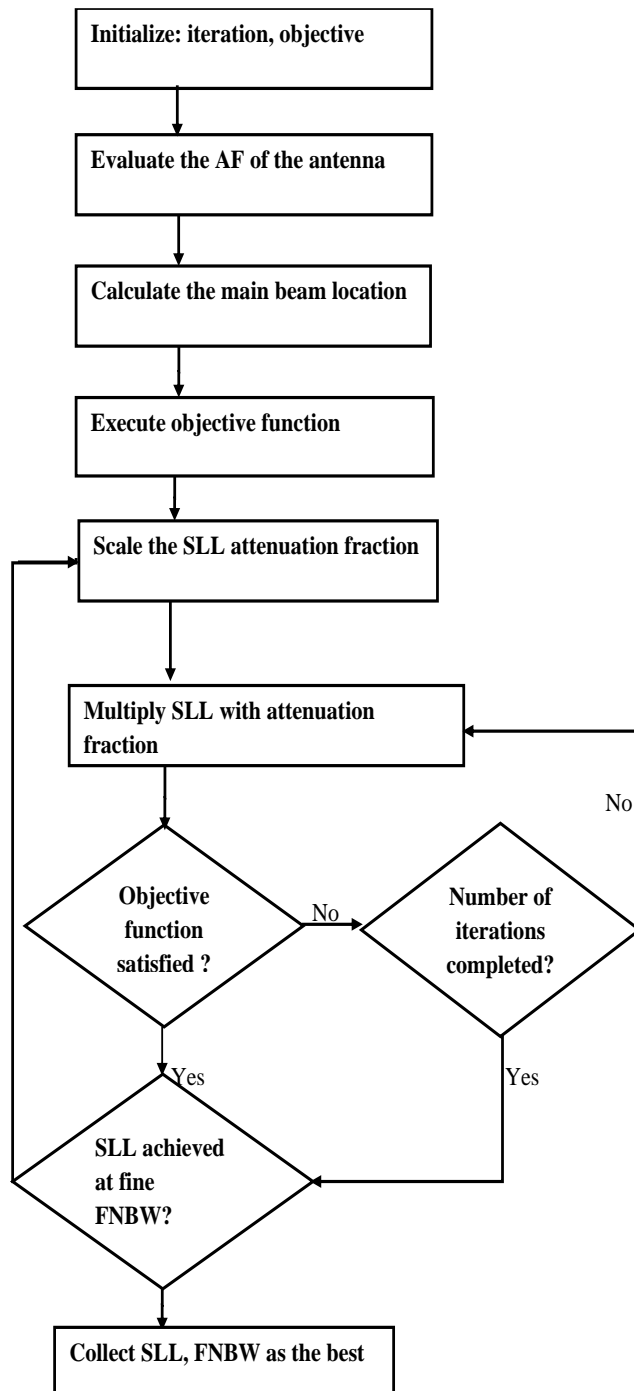 Initialize: iteration, objective
Evaluate the AF of the antenna
Calculate the main beam location
Execute objective function
Scale the SLL attenuation fraction
Multiply SLL with attenuation
fraction
No
Objective
function
satisfied ?
No
Number of
iterations
completed?
Yes
Yes
SLL achieved
at fine
FNBW?
Collect SLL, FNBW as the best